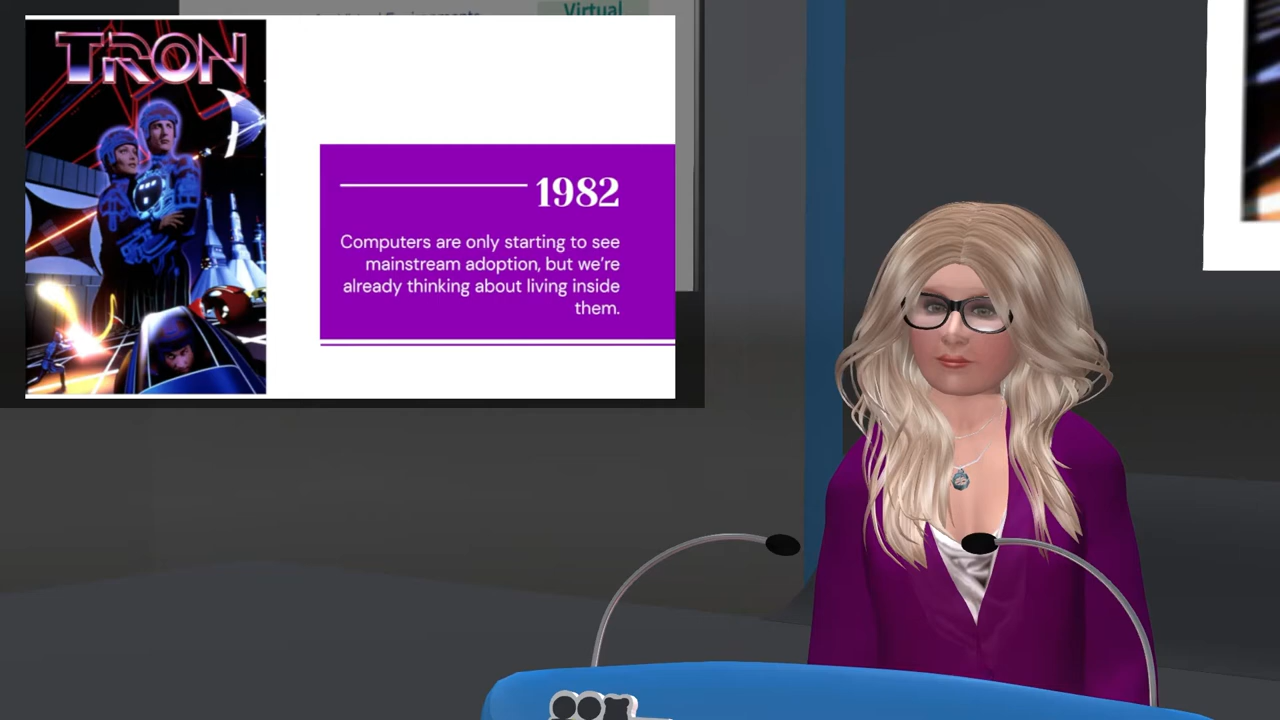 Virtual
TRON
1982
Computers are only starting to see
mainstream adoption, but we’re
already thinking about living inside
them.